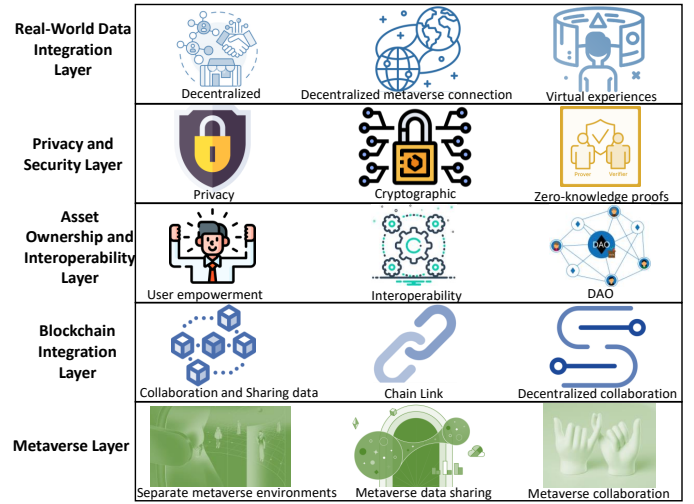 Real-World Data
Integration
Layer
Decentralized
Decentralized metaverse connection
Virtual experiences
Privacy and
Security Layer
Privacy
Cryptographic
Prover
Verifier
Zero-knowledge proofs
Asset
Ownership and
Interoperability
Layer
User empowerment
Interoperability
DAO
DAO
Blockchain
Integration
Layer
Collaboration and Sharing data
Chain Link
Decentralized collaboration
Metaverse Layer
Separate metaverse environments
Metaverse data sharing
Metaverse collaboration